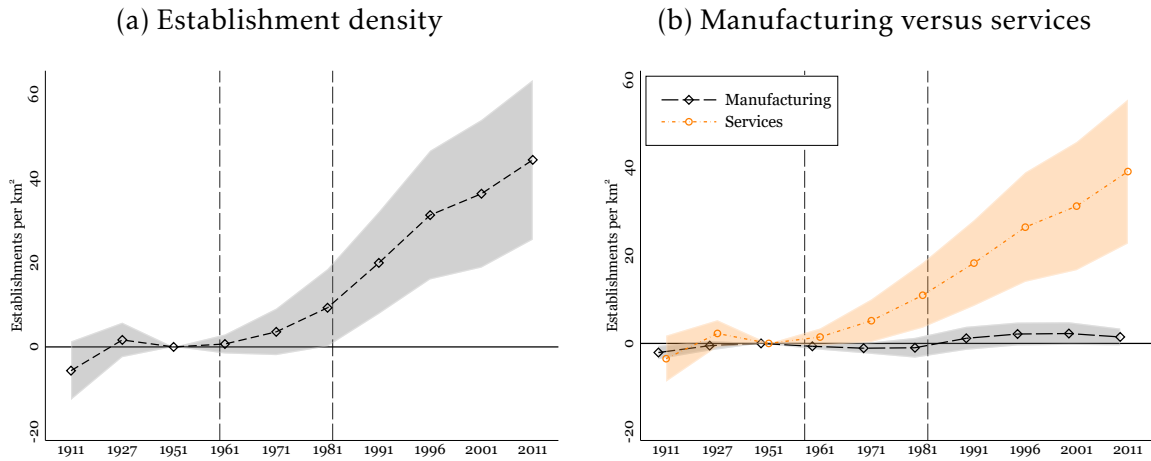 (a) Establishment density
Establishments per km²
60
40
20
0
-20
1911 1927 1951 1961 1971 1981 1991 1996 2001 2011
(b) Manufacturing versus services
Establishments per km²
60
40
20
0
-20
Manufacturing
Services
1911 1927 1951 1961 1971 1981 1991 1996 2001 2011